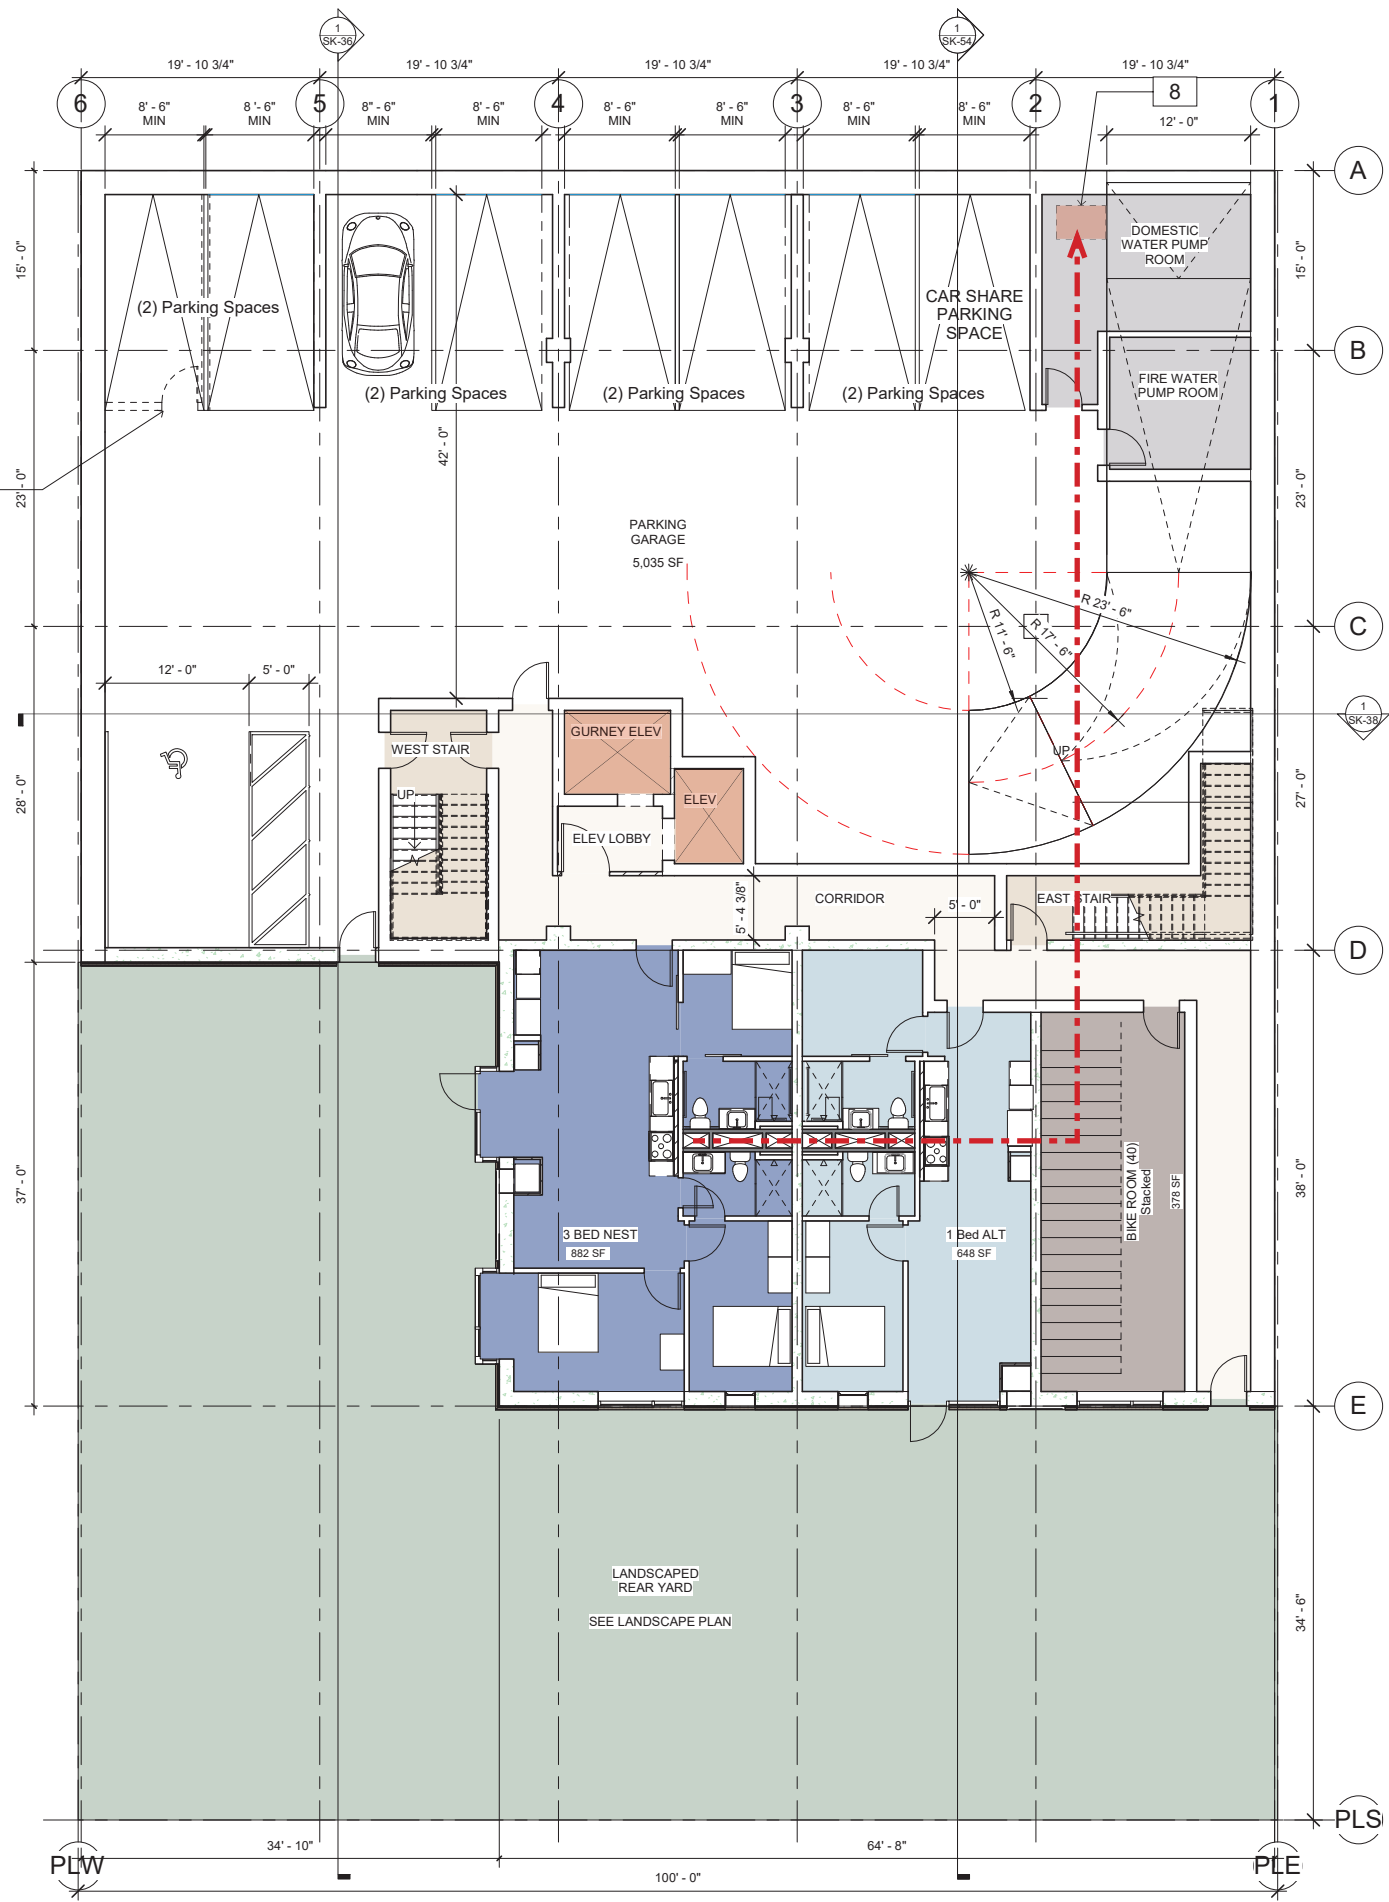 1
SK-36
1
SK-54
19' - 10 3/4"
19' - 10 3/4"
19' - 10 3/4"
19' - 10 3/4"
19' - 10 3/4"
6
5
4
3
2
1
8
8' - 6"
MIN
8 '- 6"
MIN
8" - 6"
MIN
8' - 6"
MIN
8' - 6"
MIN
8' - 6"
MIN
8' - 6"
MIN
8' - 6"
MIN
12' - 0"
A
15' - 0"
15' - 0"
DOMESTIC
WATER PUMP
ROOM
(2) Parking Spaces
CAR SHARE
PARKING
SPACE
B
(2) Parking Spaces
(2) Parking Spaces
(2) Parking Spaces
FIRE WATER
PUMP ROOM
42' - 0"
23' - 0"
23' - 0"
PARKING
GARAGE
5,035 SF
R 23' - 6"
R 17' - 6"
R 11' - 6"
C
12' - 0"
5' - 0"
1
SK-38
GURNEY ELEV
WEST STAIR
UP
UP
ELEV
28' - 0"
27' - 0"
ELEV LOBBY
5' - 4 3/8"
CORRIDOR
5' - 0"
EAST STAIR
D
37' - 0"
38' - 0"
BIKE ROOM (40)
Stacked
378 SF
3 BED NEST
882 SF
1 Bed ALT
648 SF
E
LANDSCAPED
REAR YARD
SEE LANDSCAPE PLAN
34' - 6"
PLS
34' - 10"
64' - 8"
PLW
PLE
100' - 0"